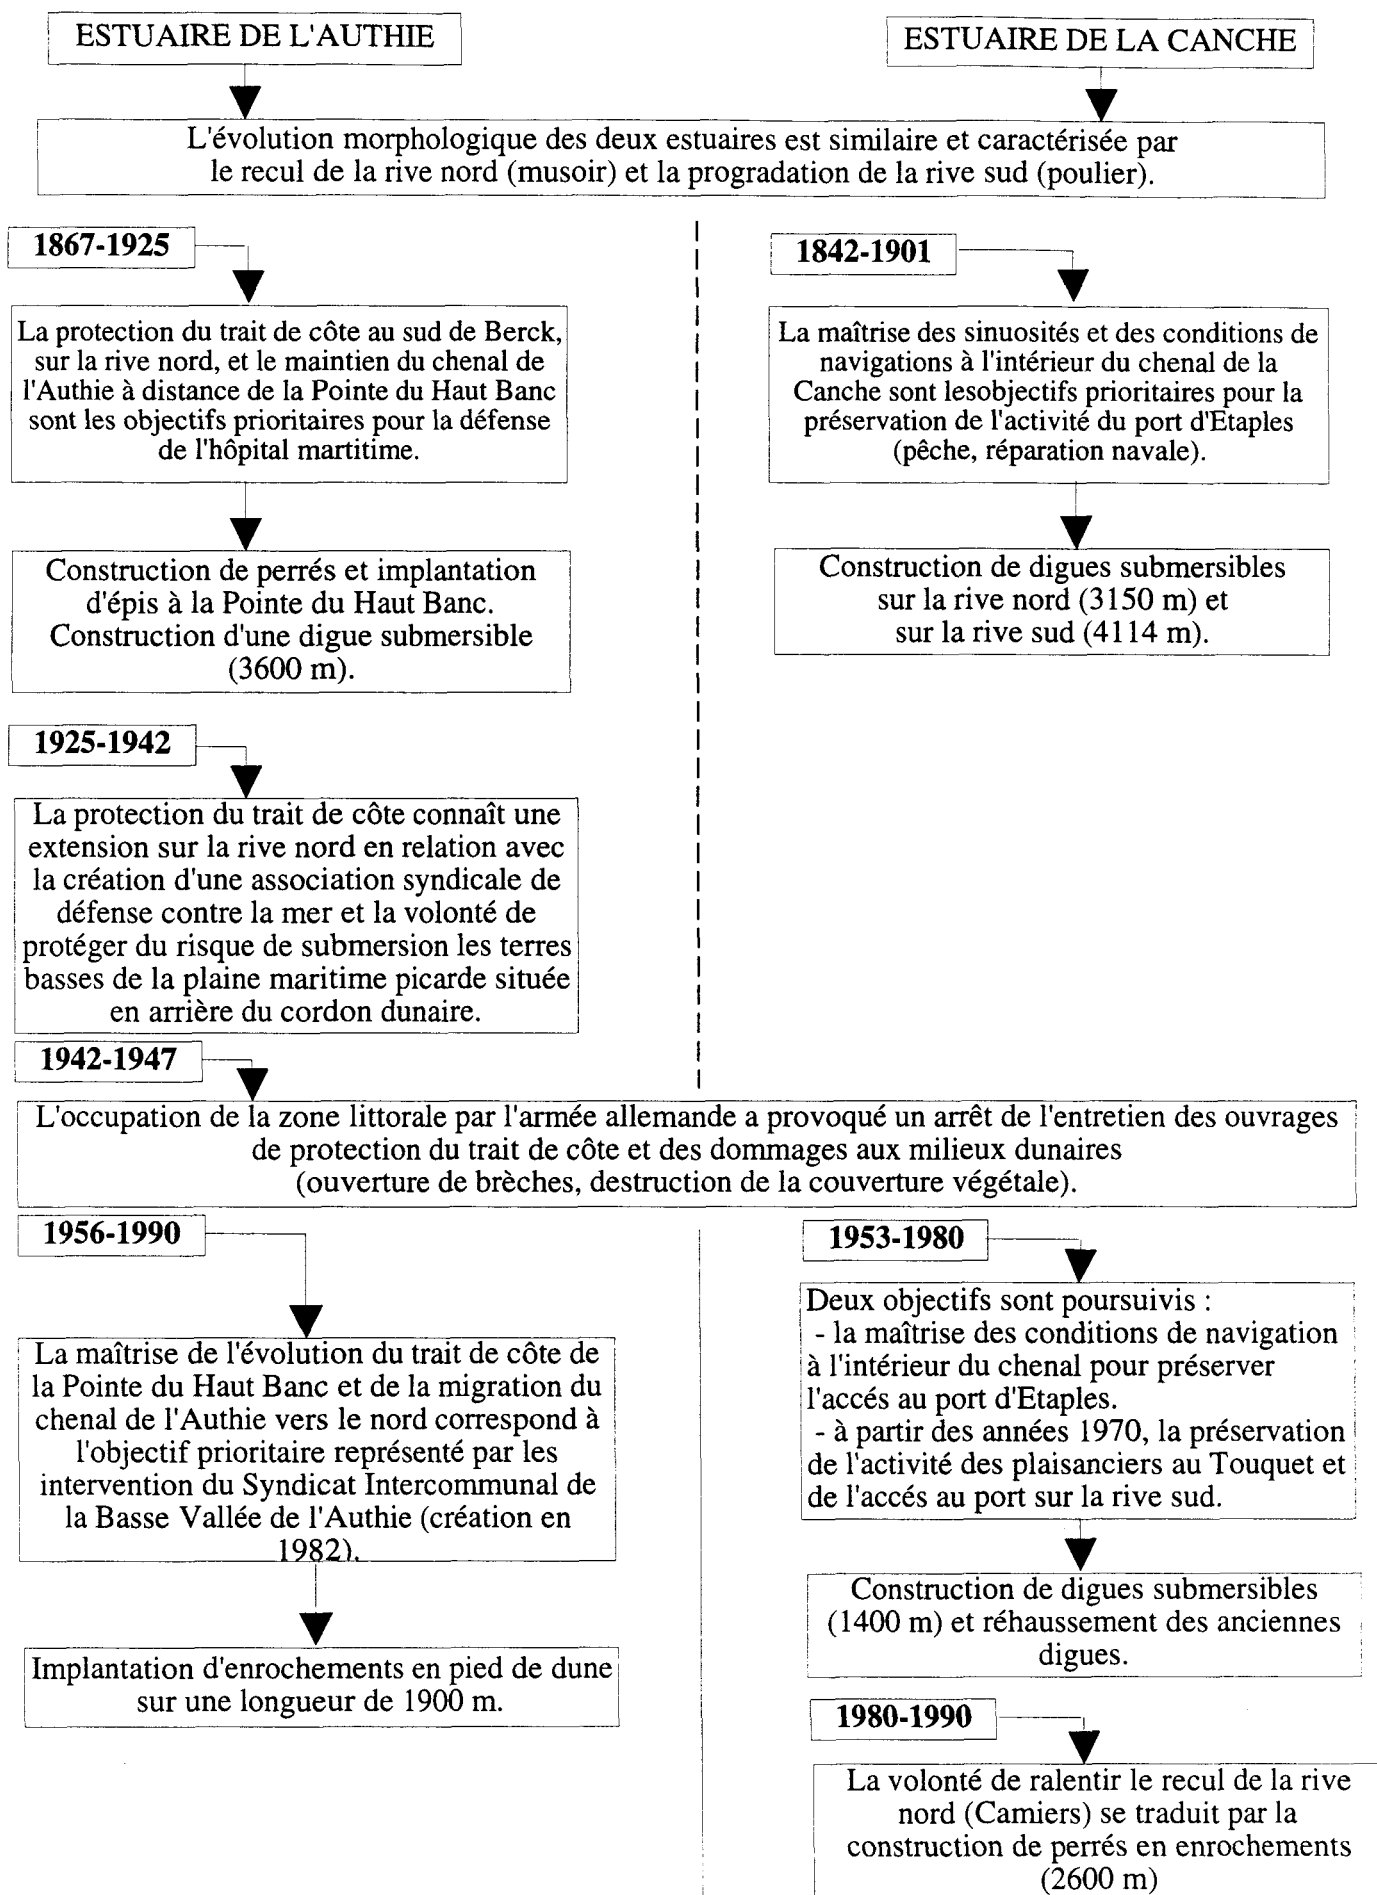 ESTUAIRE DE L'AUTHIE
ESTUAIRE DE LA CANCHE
L'évolution morphologique des deux estuaires est similaire et caractérisée par
le recul de la rive nord (musoir) et la progradation de la rive sud (poulier).
1867-1925
La protection du trait de côte au sud de Berck,
sur la rive nord, et le maintien du chenal de
l'Authie à distance de la Pointe du Haut Banc
sont les objectifs prioritaires pour la défense
de l'hôpital martitime.
Construction de perrés et implantation
d'épis à la Pointe du Haut Banc.
Construction d'une digue submersible
(3600 m).
1925-1942
La protection du trait de côte connaît une
extension sur la rive nord en relation avec
la création d'une association syndicale de
défense contre la mer et la volonté de
protéger du risque de submersion les terres
basses de la plaine maritime picarde située
en arrière du cordon dunaire.
1842-1901
La maîtrise des sinuosités et des conditions de
navigations à l'intérieur du chenal de la
Canche sont lesobjectifs prioritaires pour la
préservation de l'activité du port d'Etaples
(pêche, réparation navale).
Construction de digues submersibles
sur la rive nord (3150 m) et
sur la rive sud (4114 m).
1942-1947
L'occupation de la zone littorale par l'armée allemande a provoqué un arrêt de l'entretien des ouvrages
de protection du trait de côte et des dommages aux milieux dunaires
(ouverture de brèches, destruction de la couverture végétale).
1956-1990
La maîtrise de l'évolution du trait de côte de
la Pointe du Haut Banc et de la migration du
chenal de l'Authie vers le nord correspond à
l'objectif prioritaire représenté par les
intervention du Syndicat Intercommunal de
la Basse Vallée de l'Authie (création en
1982).
Implantation d'enrochements en pied de dune
sur une longueur de 1900 m.
1953-1980
Deux objectifs sont poursuivis :
- la maîtrise des conditions de navigation
à l'intérieur du chenal pour préserver
l'accés au port d'Etaples.
- à partir des années 1970, la préservation
de l'activité des plaisanciers au Touquet et
de l'accés au port sur la rive sud.
Construction de digues submersibles
(1400 m) et réhaussement des anciennes
digues.
1980-1990
La volonté de ralentir le recul de la rive
nord (Camiers) se traduit par la
construction de perrés en enrochements
(2600 m)